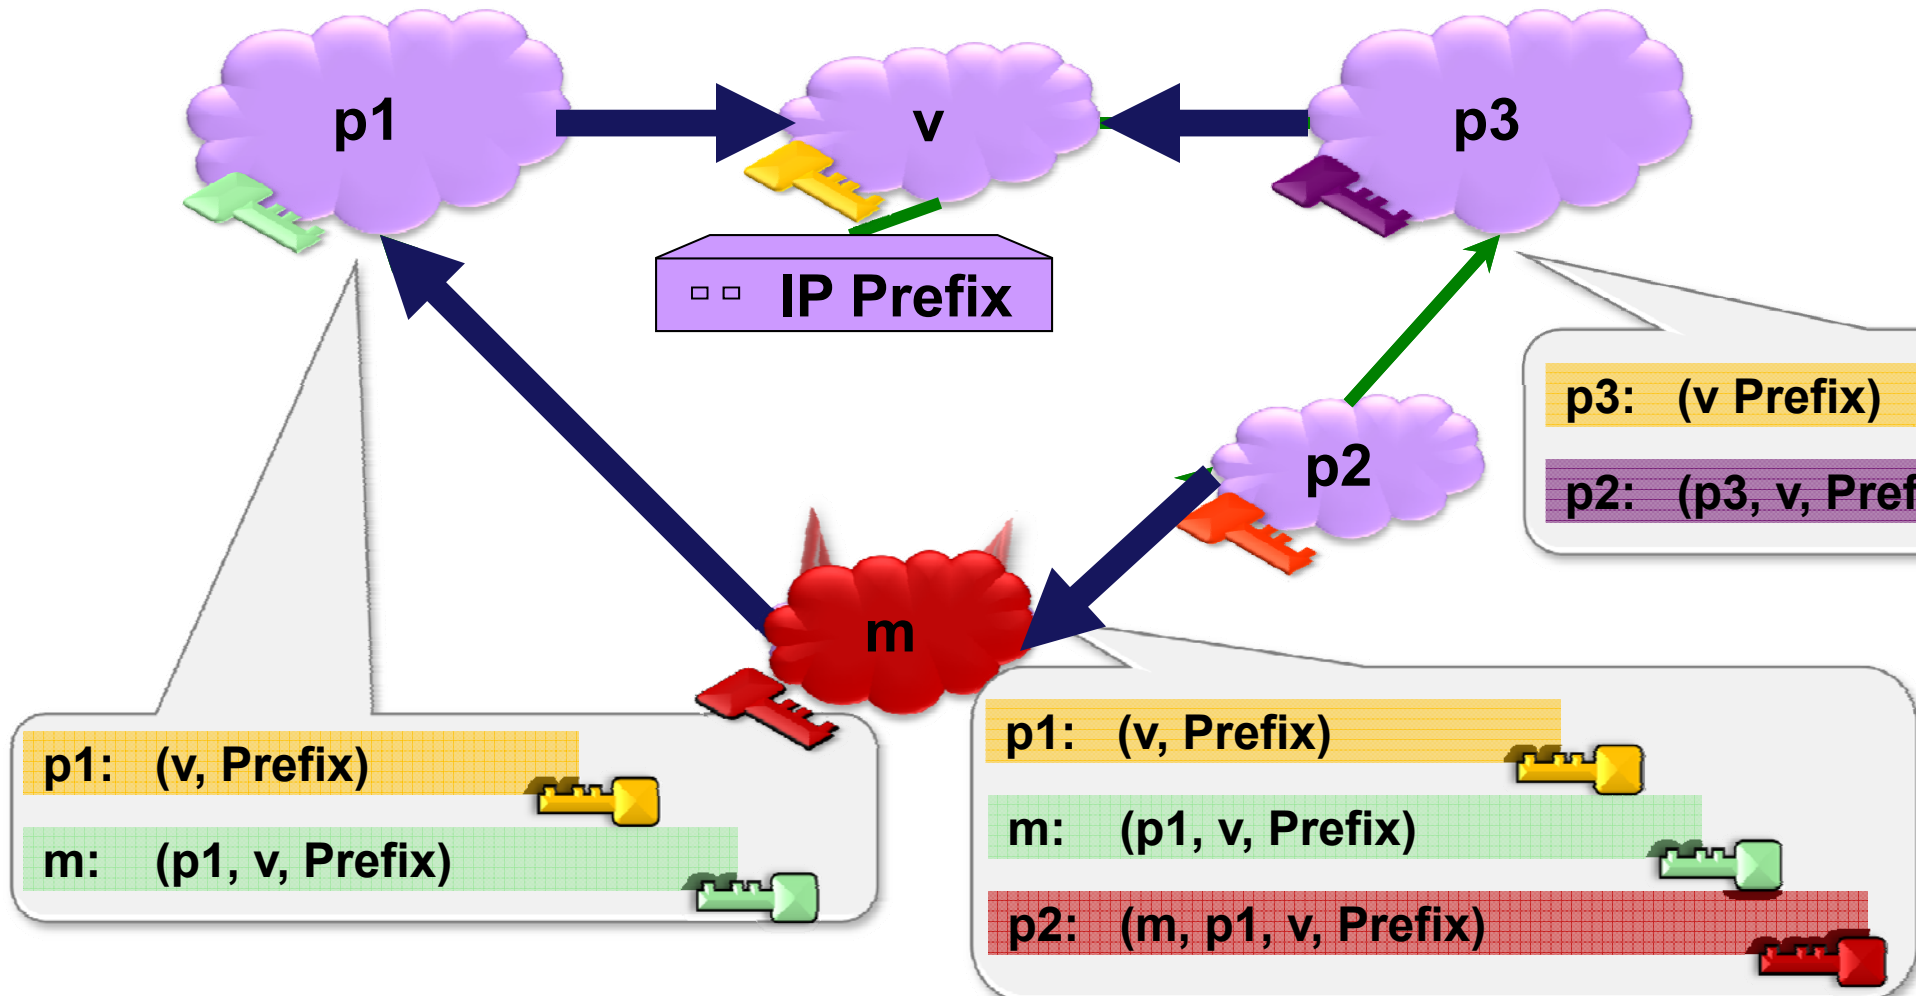 p1
v
p3
▫▫ IP Prefix
p3: (v Prefix)
p2
p2: (p3, v, Pref
m
p1: (v, Prefix)
m: (p1, v, Prefix)
p1: (v, Prefix)
m: (p1, v, Prefix)
p2: (m, p1, v, Prefix)